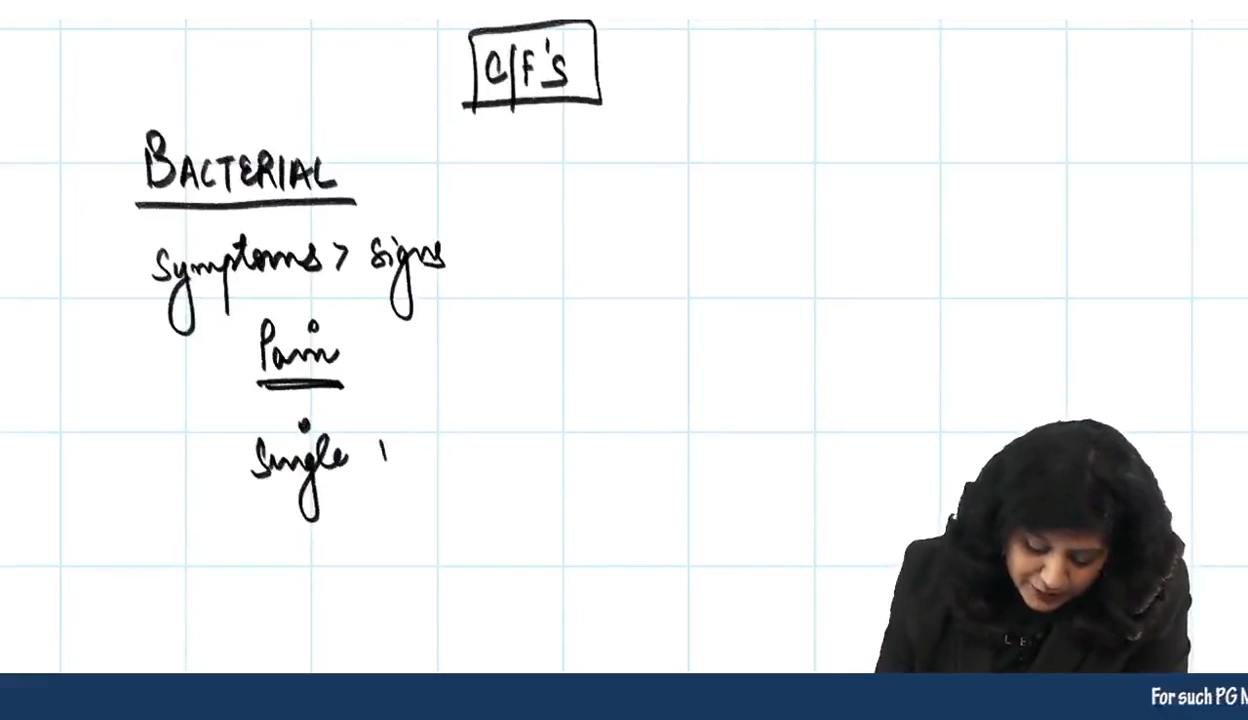 C/F's
BACTERIAL
Symptoms > Signs
Pain
Single
For such PG M